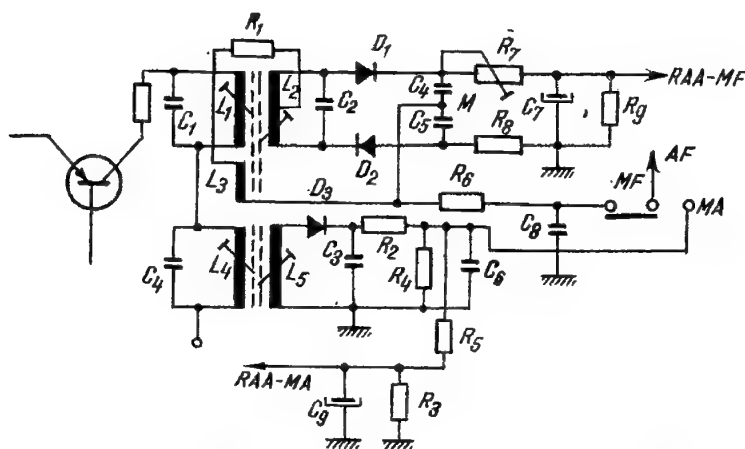 R1
D1
R7
L2
C4
RAA-MF
C1
L1
C2
M
C7
R9
C5
R8
D2
AF
L3
D3
R6
MF
MA
C8
C4
L4
L5
C3
R2
R4
C6
R5
RAA-MA
C9
R3